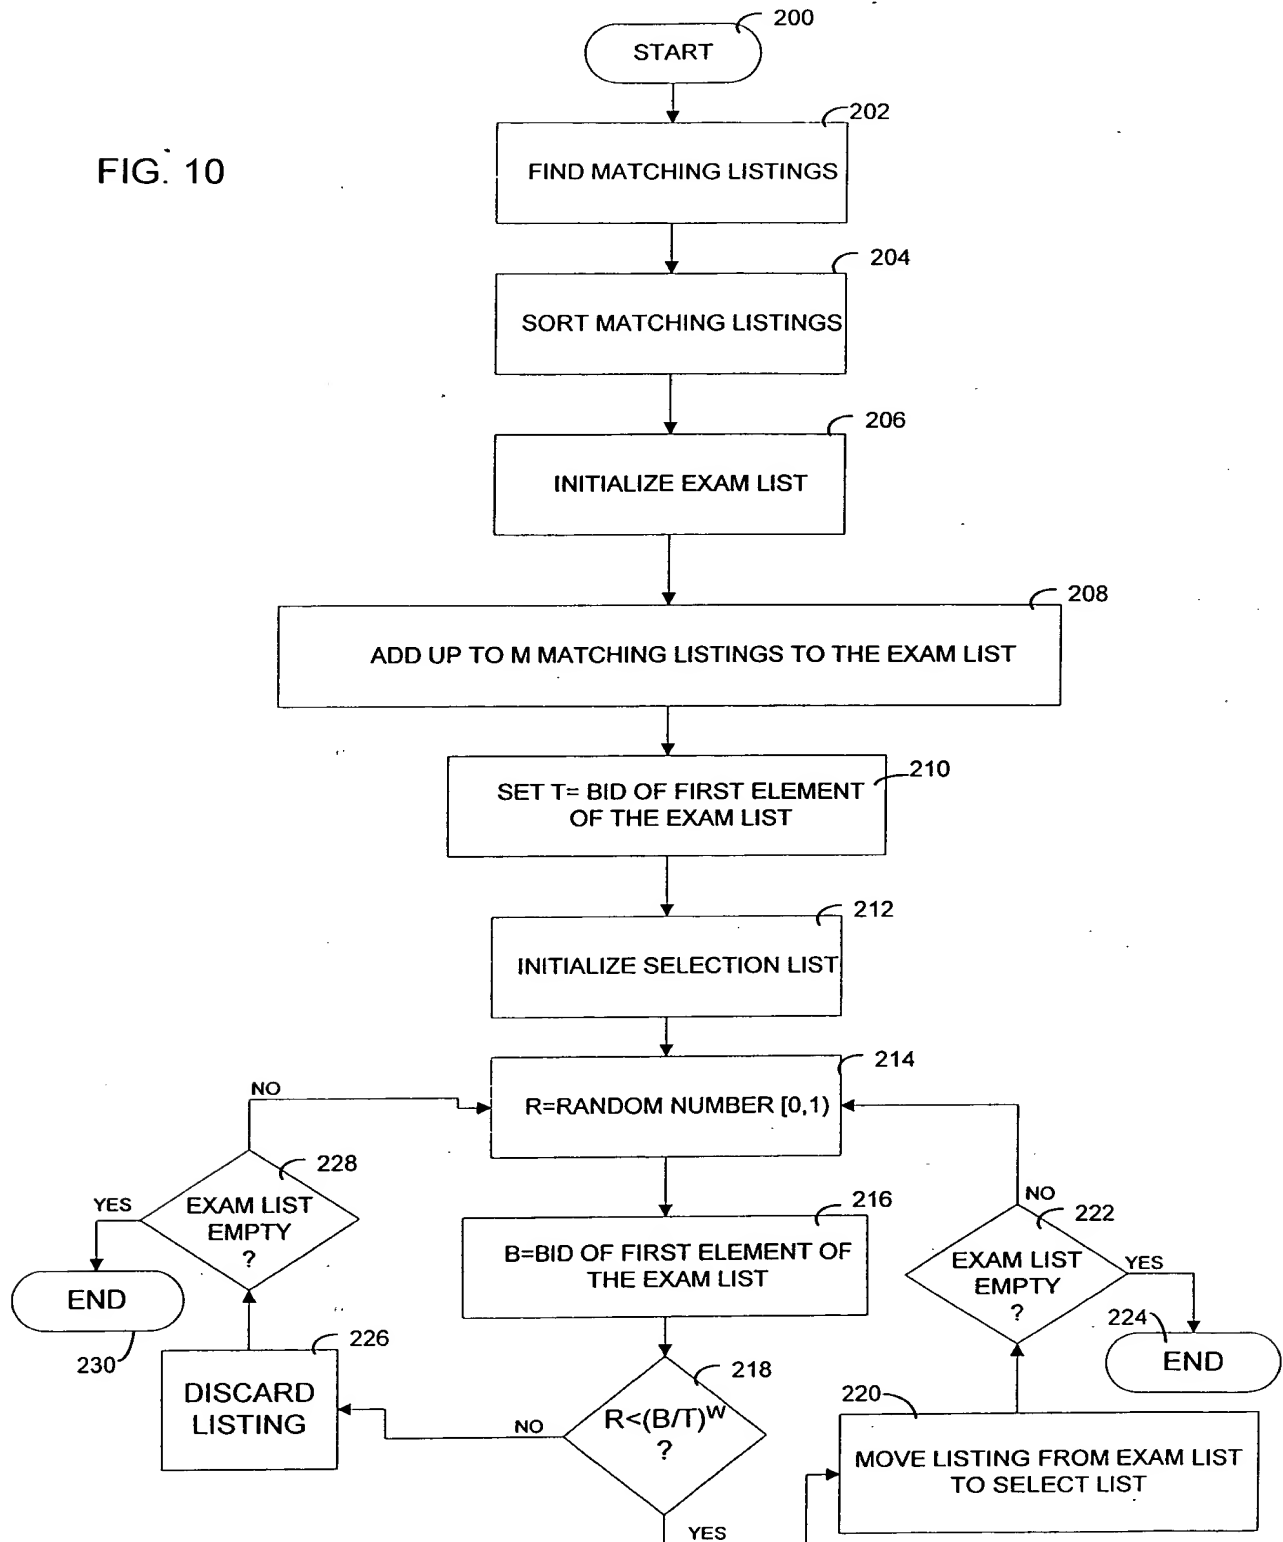 200
START
202
FIG. 10
FIND MATCHING LISTINGS
204
SORT MATCHING LISTINGS
206
INITIALIZE EXAM LIST
208
ADD UP TO M MATCHING LISTINGS TO THE EXAM LIST
210
SET T= BID OF FIRST ELEMENT
OF THE EXAM LIST
212
INITIALIZE SELECTION LIST
214
R=RANDOM NUMBER [0,1)
NO
228
EXAM LIST
EMPTY
?
YES
END
230
216
B=BID OF FIRST ELEMENT OF
THE EXAM LIST
NO
222
EXAM LIST
EMPTY
?
YES
224
END
226
DISCARD
LISTING
218
R<(B/T)^W
?
NO
YES
220
MOVE LISTING FROM EXAM LIST
TO SELECT LIST